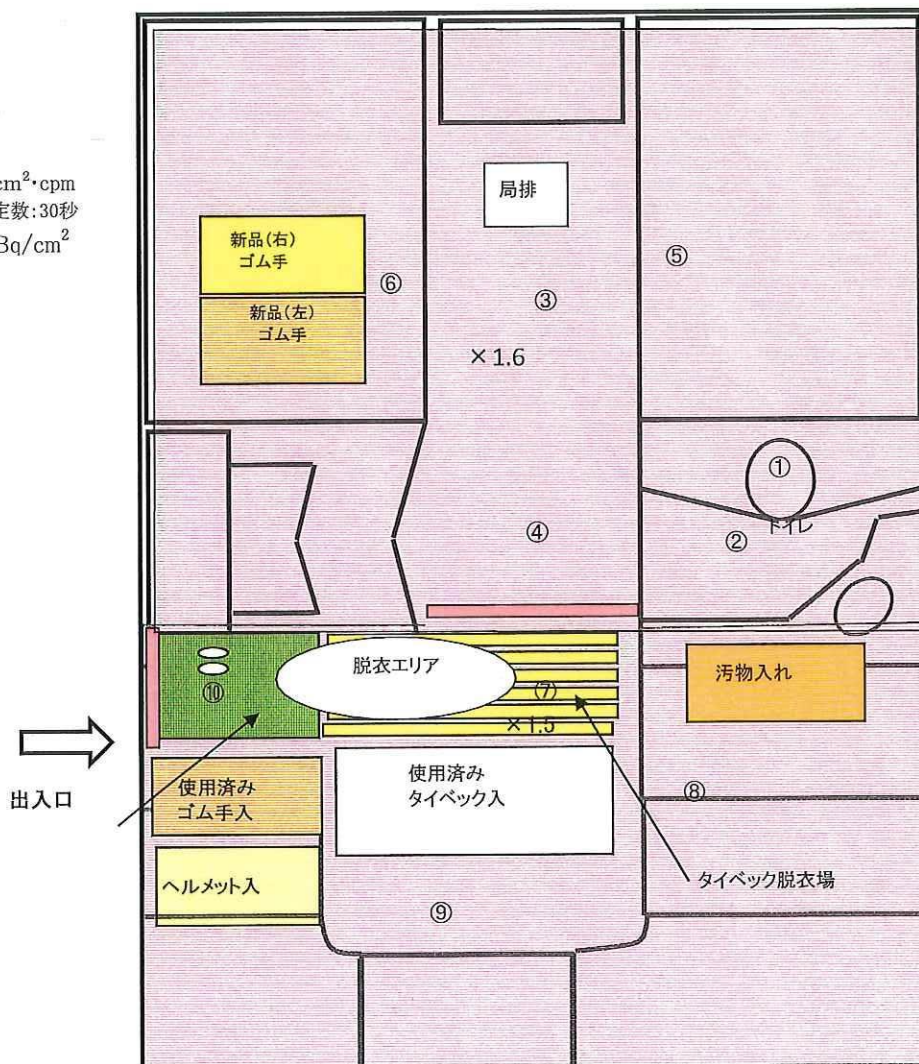 cm²・cpm
定数:30秒
Bq/cm²
局排
新品(右)
ゴム手
⑥
新品(左)
ゴム手
③
⑤
×1.6
①
トイレ
②
④
脱衣エリア
⑩
⑦
×1.5
汚物入れ
出入口
使用済み
ゴム手入
使用済み
タイベック入
⑧
ヘルメット入
タイベック脱衣場
⑨